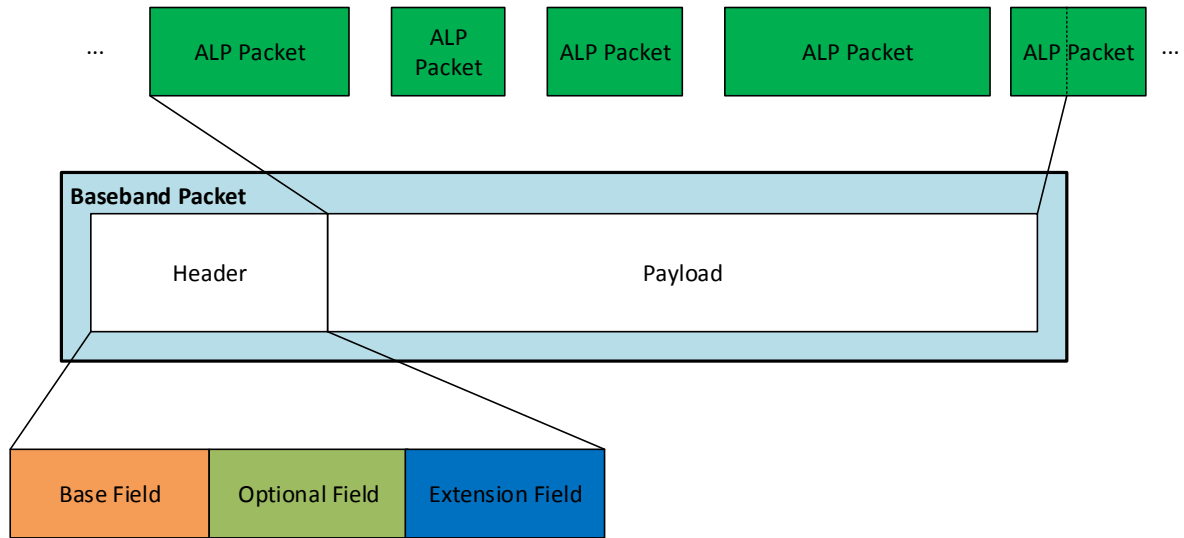 ...
ALP Packet
ALP
Packet
ALP Packet
ALP Packet
ALP Packet
...
Baseband Packet
Header
Payload
Base Field
Optional Field
Extension Field